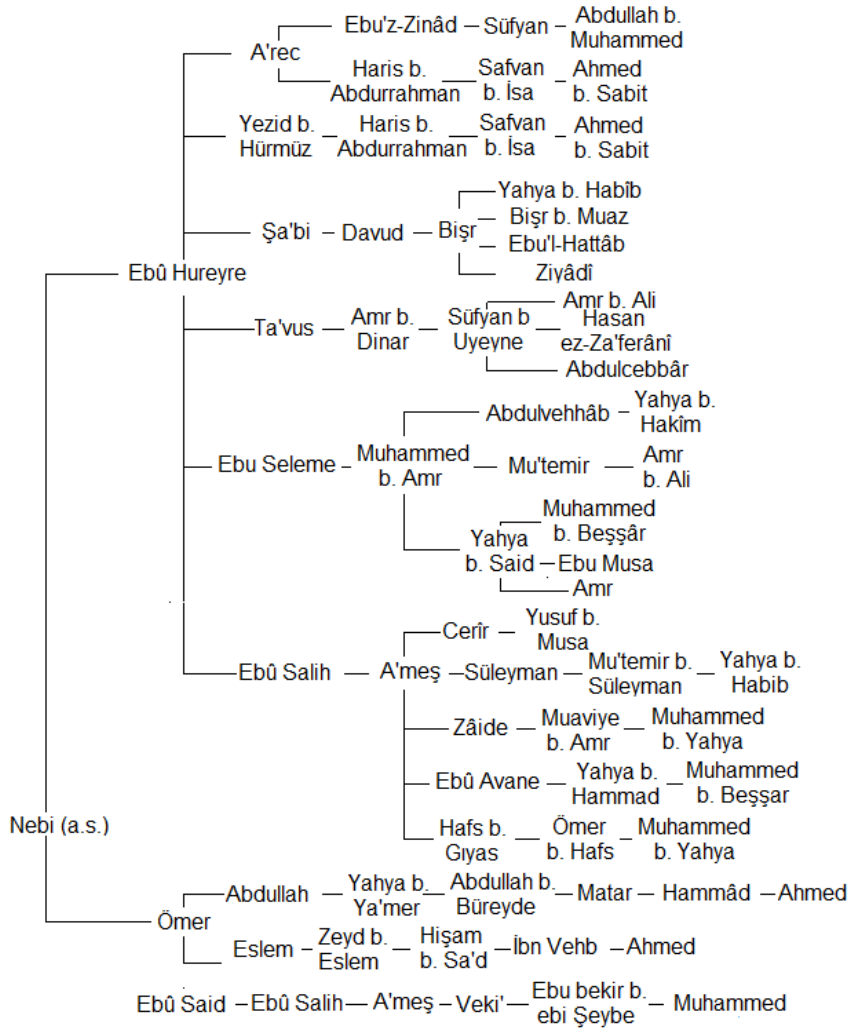 Ebu'z-Zinâd Süfyan Abdullah b.
Muhammed
A'rec
Haris b. Safvan Ahmed
Abdurrahman b. İsa b. Sabit
Yezid b. Haris b. Safvan Ahmed
Hürmüz Abdurrahman b. İsa b. Sabit
Yahya b. Habîb
Şa'bi Davud Bişr Bişr b. Muaz
Ebu'l-Hattâb
Ziyâdî
Ebû Hureyre
Amr b. Ali
Ta'vus Amr b. Süfyan b Hasan
Dinar Uyeyne ez-Za'ferânî
Abdulcebbâr
Abdulvehhâb Yahya b.
Hakîm
Ebu Seleme Muhammed Mu'temir Amr
b. Amr b. Ali
Muhammed
Yahya b. Beşşâr
b. Said Ebu Musa
Amr
Cerîr Yusuf b.
Musa
Ebû Salih A'meş Süleyman Mu'temir b. Yahya b.
Süleyman Habib
Zâide Muaviye Muhammed
b. Amr b. Yahya
Ebû Avane Yahya b. Muhammed
Hammad b. Beşşar
Nebi (a.s.)
Hafs b. Ömer Muhammed
Gıyas b. Hafs b. Yahya
Abdullah Yahya b. Abdullah b. Matar Hammâd Ahmed
Ya'mer Büreyde
Ömer
Eslem Zeyd b. Hişam İbn Vehb Ahmed
Eslem b. Sa'd
Ebû Said Ebû Salih A'meş Veki' Ebu bekir b. Muhammed
ebi Şeybe